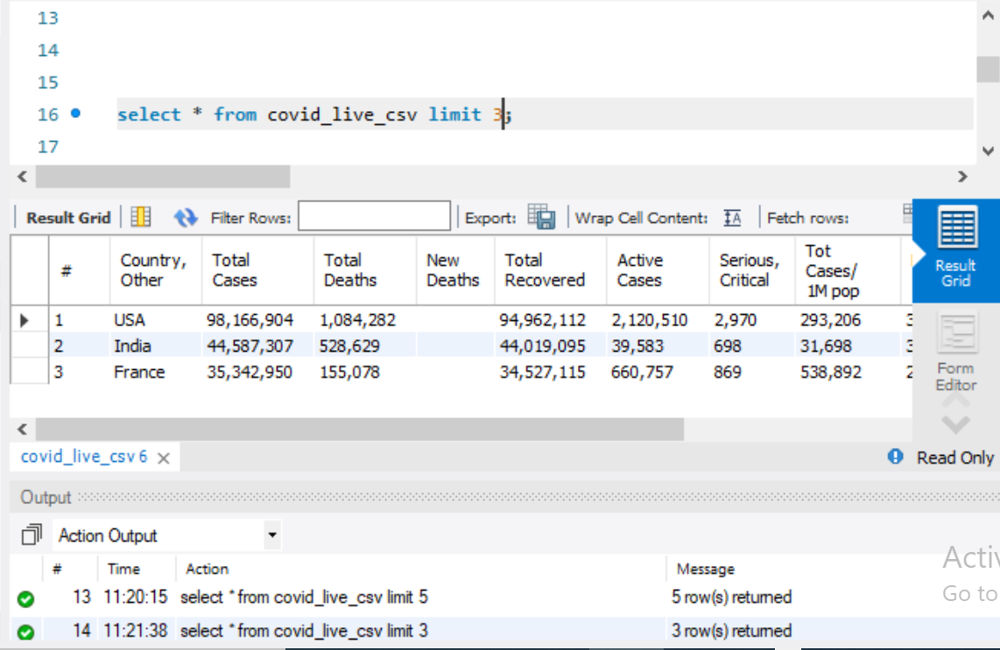 13
14
15
16 select * from covid_live_csv limit 3;
17
Result Grid Filter Rows: Export: Wrap Cell Content: Fetch rows:
# Country, Other Total Cases Total Deaths New Deaths Total Recovered Active Cases Serious, Critical Tot Cases/ 1M pop
1 USA 98,166,904 1,084,282 94,962,112 2,120,510 2,970 293,206 3
2 India 44,587,307 528,629 44,019,095 39,583 698 31,698 3
3 France 35,342,950 155,078 34,527,115 660,757 869 538,892 2
Result
Grid
Form
Editor
covid_live_csv 6 Read Only
Output
Action Output
# Time Action Message
13 11:20:15 select * from covid_live_csv limit 5 5 row(s) returned
14 11:21:38 select * from covid_live_csv limit 3 3 row(s) returned
Activ
Go to